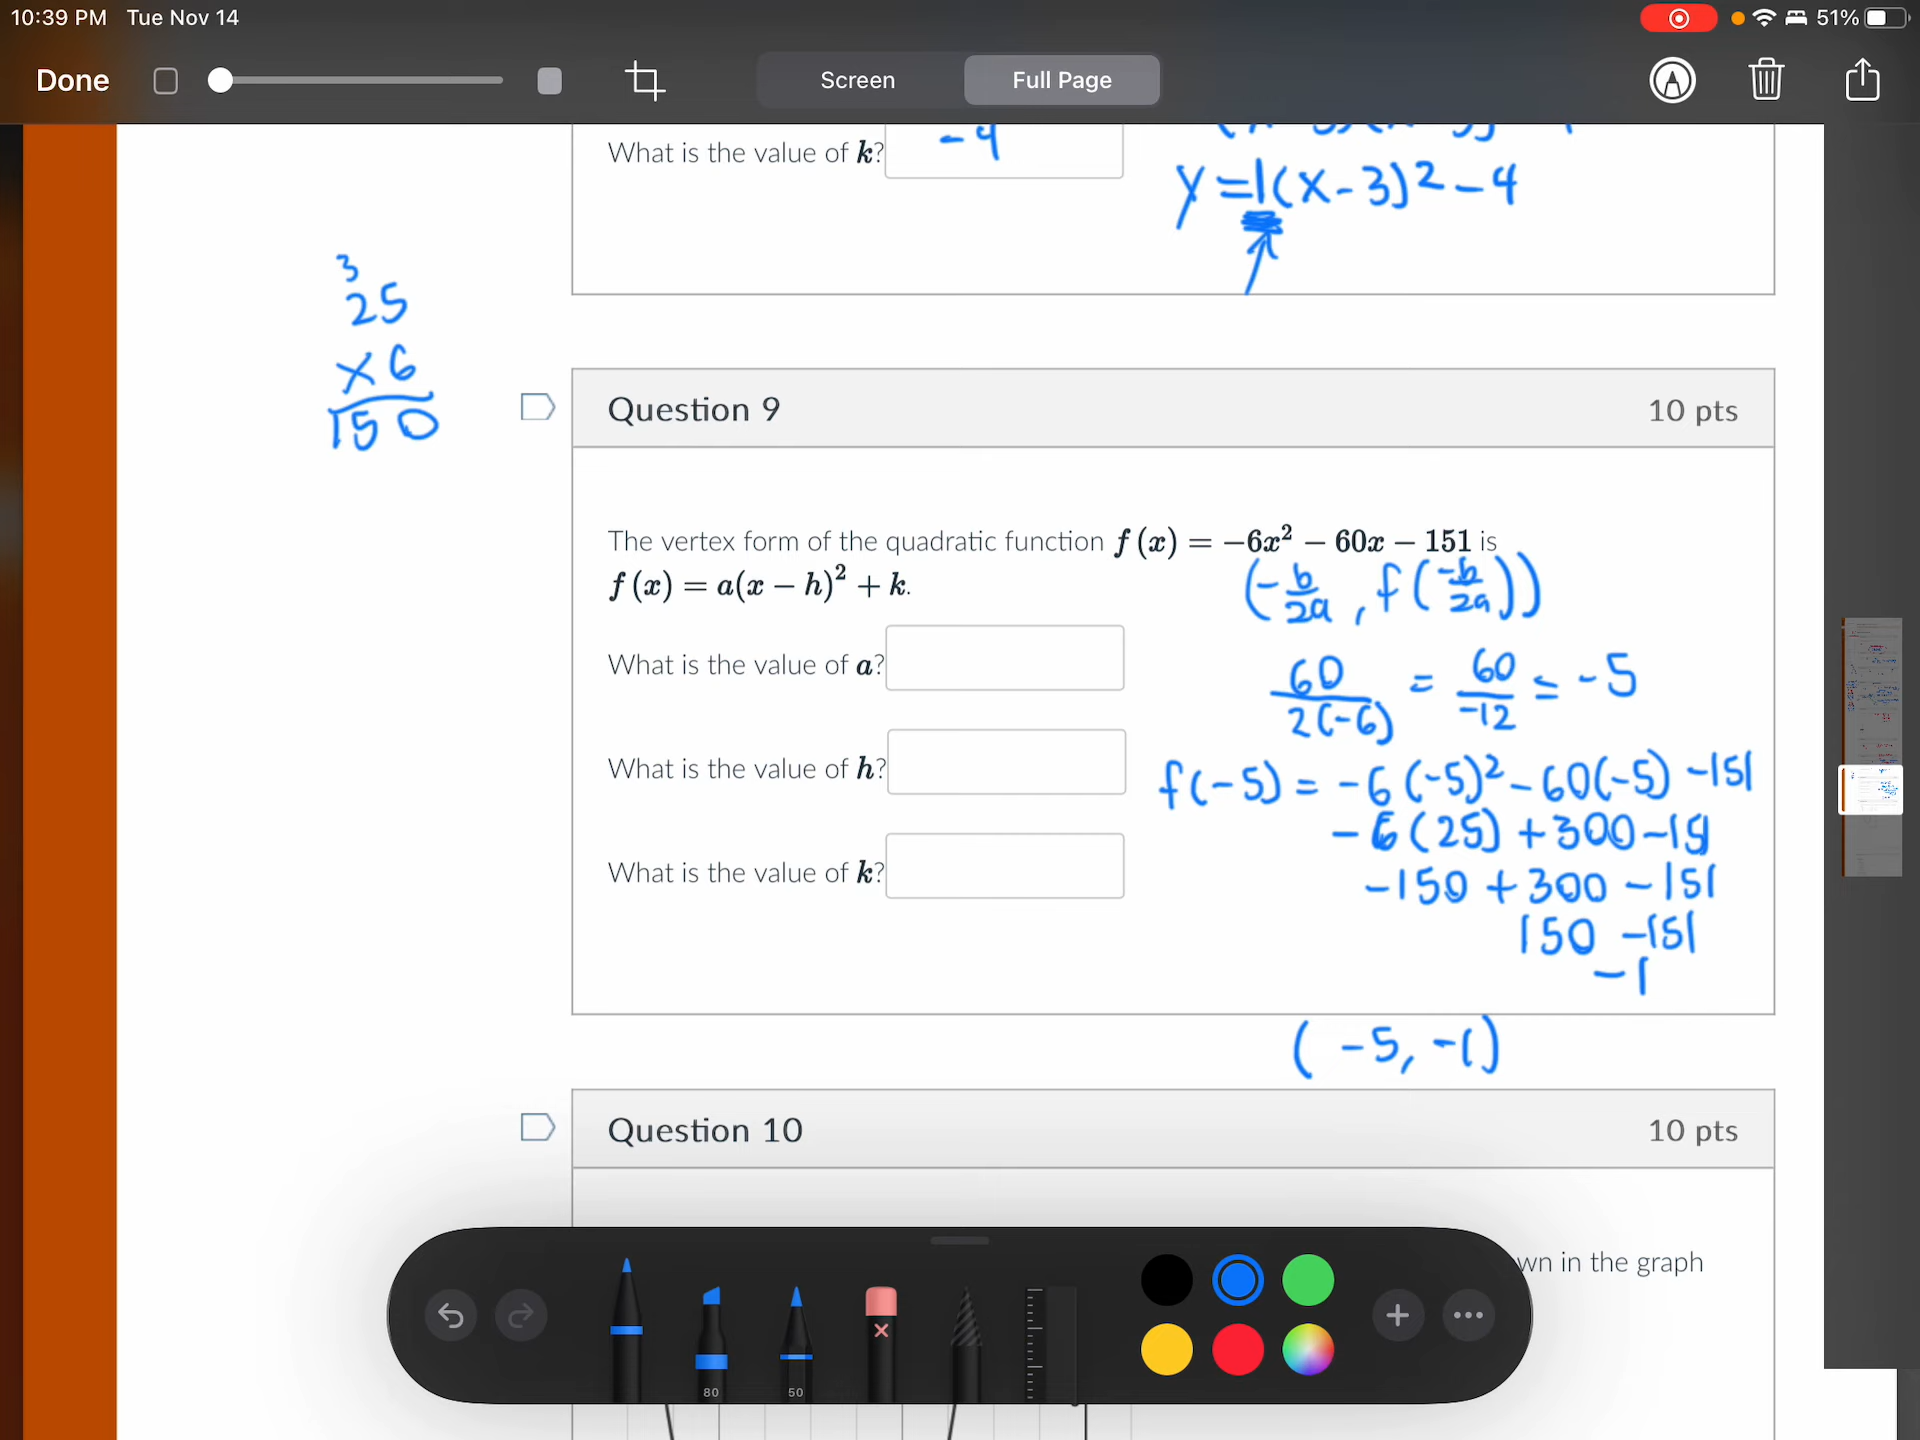 10:39 PM Tue Nov 14
51%
Done
Screen
Full Page
What is the value of k?
-4
y=1(x-3)²-4
3
25
x6
150
Question 9
10 pts
The vertex form of the quadratic function f(x) = −6x² − 60x − 151 is
f(x) = a(x − h)² + k.
(-b/2a, f(-b/2a))
What is the value of a?
60/2(-6) = 60/-12 = -5
What is the value of h?
f(-5) = -6(-5)²-60(-5)-151
-6(25)+300-151
What is the value of k?
-150+300-151
150-151
-1
(-5,-1)
Question 10
10 pts
wn in the graph
80
50